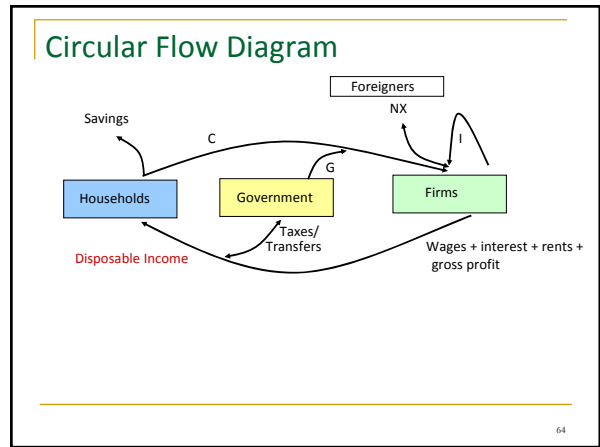 Circular Flow Diagram
Foreigners
NX
Savings
C
I
G
Households
Government
Firms
Taxes/
Transfers
Disposable Income
Wages + interest + rents +
gross profit
64